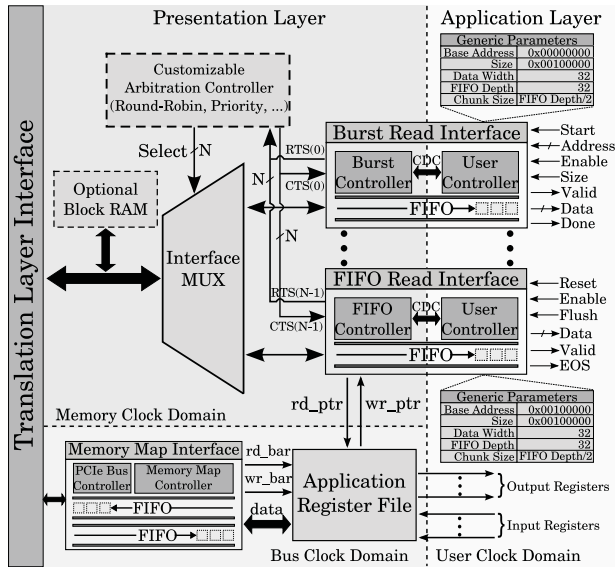 Presentation Layer
Application Layer
Translation Layer Interface
Customizable
Arbitration Controller
(Round-Robin, Priority, ...)
Generic Parameters
Base Address 0x00000000
Size 0x00100000
Data Width 32
FIFO Depth 32
Chunk Size FIFO Depth/2
Select
N
N
N
RTS(0)
CTS(0)
Burst Read Interface
Burst
Controller
CDC
User
Controller
FIFO
Start
Address
Enable
Size
Valid
Data
Done
Optional
Block RAM
Interface
MUX
RTS(N-1)
CTS(N-1)
FIFO Read Interface
FIFO
Controller
CDC
User
Controller
FIFO
Reset
Enable
Flush
Data
Valid
EOS
Memory Clock Domain
rd_ptr
wr_ptr
Generic Parameters
Base Address 0x00100000
Size 0x00100000
Data Width 32
FIFO Depth 32
Chunk Size FIFO Depth/2
Memory Map Interface
PCIe Bus
Controller
Memory Map
Controller
FIFO
FIFO
rd_bar
wr_bar
data
Application
Register File
Output Registers
Input Registers
Bus Clock Domain
User Clock Domain